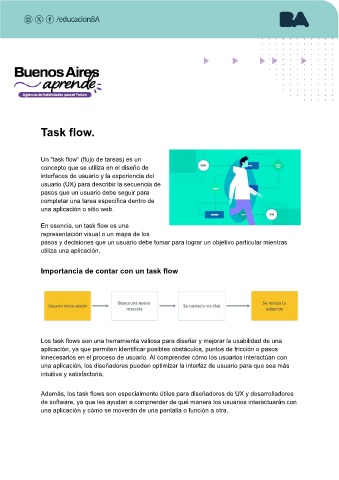 /educacionBA
BA
Buenos Aires
aprende
Agencia de Habilidades para el Futuro
Task flow.
Un "task flow" (flujo de tareas) es un
concepto que se utiliza en el diseño de
interfaces de usuario y la experiencia del
usuario (UX) para describir la secuencia de
pasos que un usuario debe seguir para
completar una tarea específica dentro de
una aplicación o sitio web.
En esencia, un task flow es una
representación visual o un mapa de los
pasos y decisiones que un usuario debe tomar para lograr un objetivo particular mientras
utiliza una aplicación.
Importancia de contar con un task flow
Usuario inicia sesión
Busca una nueva
mascota
Se contacta vía chat
Se realiza la
adopción
Los task flows son una herramienta valiosa para diseñar y mejorar la usabilidad de una
aplicación, ya que permiten identificar posibles obstáculos, puntos de fricción o pasos
innecesarios en el proceso de usuario. Al comprender cómo los usuarios interactúan con
una aplicación, los diseñadores pueden optimizar la interfaz de usuario para que sea más
intuitiva y satisfactoria.
Además, los task flows son especialmente útiles para diseñadores de UX y desarrolladores
de software, ya que les ayudan a comprender de qué manera los usuarios interactuarán con
una aplicación y cómo se moverán de una pantalla o función a otra.